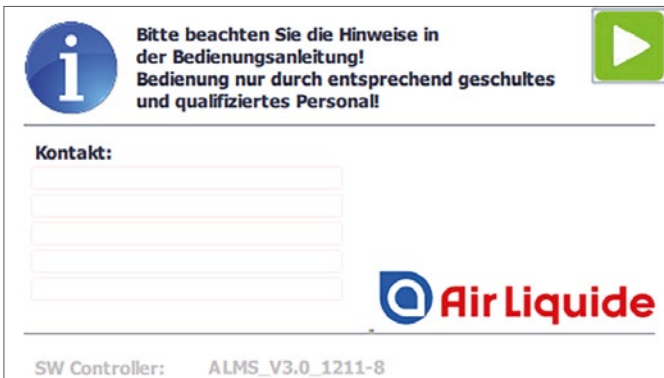 Bitte beachten Sie die Hinweise in
der Bedienungsanleitung!
Bedienung nur durch entsprechend geschultes
und qualifiziertes Personal!
Kontakt:
Air Liquide
SW Controller: ALMS_V3.0_1211-8